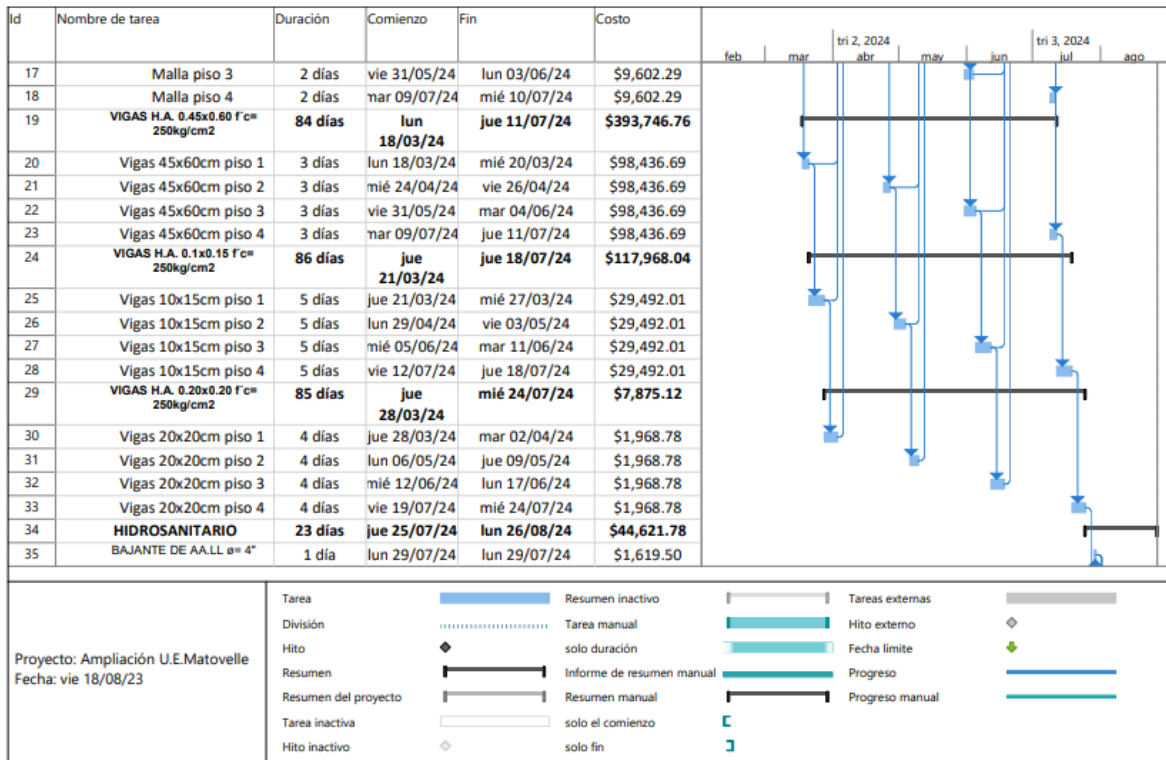 Id Nombre de tarea Duración Comienzo Fin Costo
tri 2, 2024 tri 3, 2024
feb mar abr may jun jul ago
17 Malla piso 3 2 días vie 31/05/24 lun 03/06/24 $9,602.29
18 Malla piso 4 2 días mar 09/07/24 mié 10/07/24 $9,602.29
19 VIGAS H.A. 0.45x0.60 f´c= 250kg/cm2 84 días lun 18/03/24 jue 11/07/24 $393,746.76
20 Vigas 45x60cm piso 1 3 días lun 18/03/24 mié 20/03/24 $98,436.69
21 Vigas 45x60cm piso 2 3 días mié 24/04/24 vie 26/04/24 $98,436.69
22 Vigas 45x60cm piso 3 3 días vie 31/05/24 mar 04/06/24 $98,436.69
23 Vigas 45x60cm piso 4 3 días mar 09/07/24 jue 11/07/24 $98,436.69
24 VIGAS H.A. 0.1x0.15 f´c= 250kg/cm2 86 días jue 21/03/24 jue 18/07/24 $117,968.04
25 Vigas 10x15cm piso 1 5 días jue 21/03/24 mié 27/03/24 $29,492.01
26 Vigas 10x15cm piso 2 5 días lun 29/04/24 vie 03/05/24 $29,492.01
27 Vigas 10x15cm piso 3 5 días mié 05/06/24 mar 11/06/24 $29,492.01
28 Vigas 10x15cm piso 4 5 días vie 12/07/24 jue 18/07/24 $29,492.01
29 VIGAS H.A. 0.20x0.20 f´c= 250kg/cm2 85 días jue 28/03/24 mié 24/07/24 $7,875.12
30 Vigas 20x20cm piso 1 4 días jue 28/03/24 mar 02/04/24 $1,968.78
31 Vigas 20x20cm piso 2 4 días lun 06/05/24 jue 09/05/24 $1,968.78
32 Vigas 20x20cm piso 3 4 días mié 12/06/24 lun 17/06/24 $1,968.78
33 Vigas 20x20cm piso 4 4 días vie 19/07/24 mié 24/07/24 $1,968.78
34 HIDROSANITARIO 23 días jue 25/07/24 lun 26/08/24 $44,621.78
35 BAJANTE DE AA.LL ø= 4" 1 día lun 29/07/24 lun 29/07/24 $1,619.50
Proyecto: Ampliación U.E.Matovelle
Fecha: vie 18/08/23
Tarea Resumen inactivo Tareas externas
División Tarea manual Hito externo
Hito solo duración Fecha límite
Resumen Informe de resumen manual Progreso
Resumen del proyecto Resumen manual Progreso manual
Tarea inactiva solo el comienzo
Hito inactivo solo fin